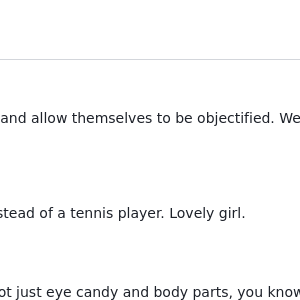 and allow themselves to be objectified. We
stead of a tennis player. Lovely girl.
ot just eye candy and body parts, you know